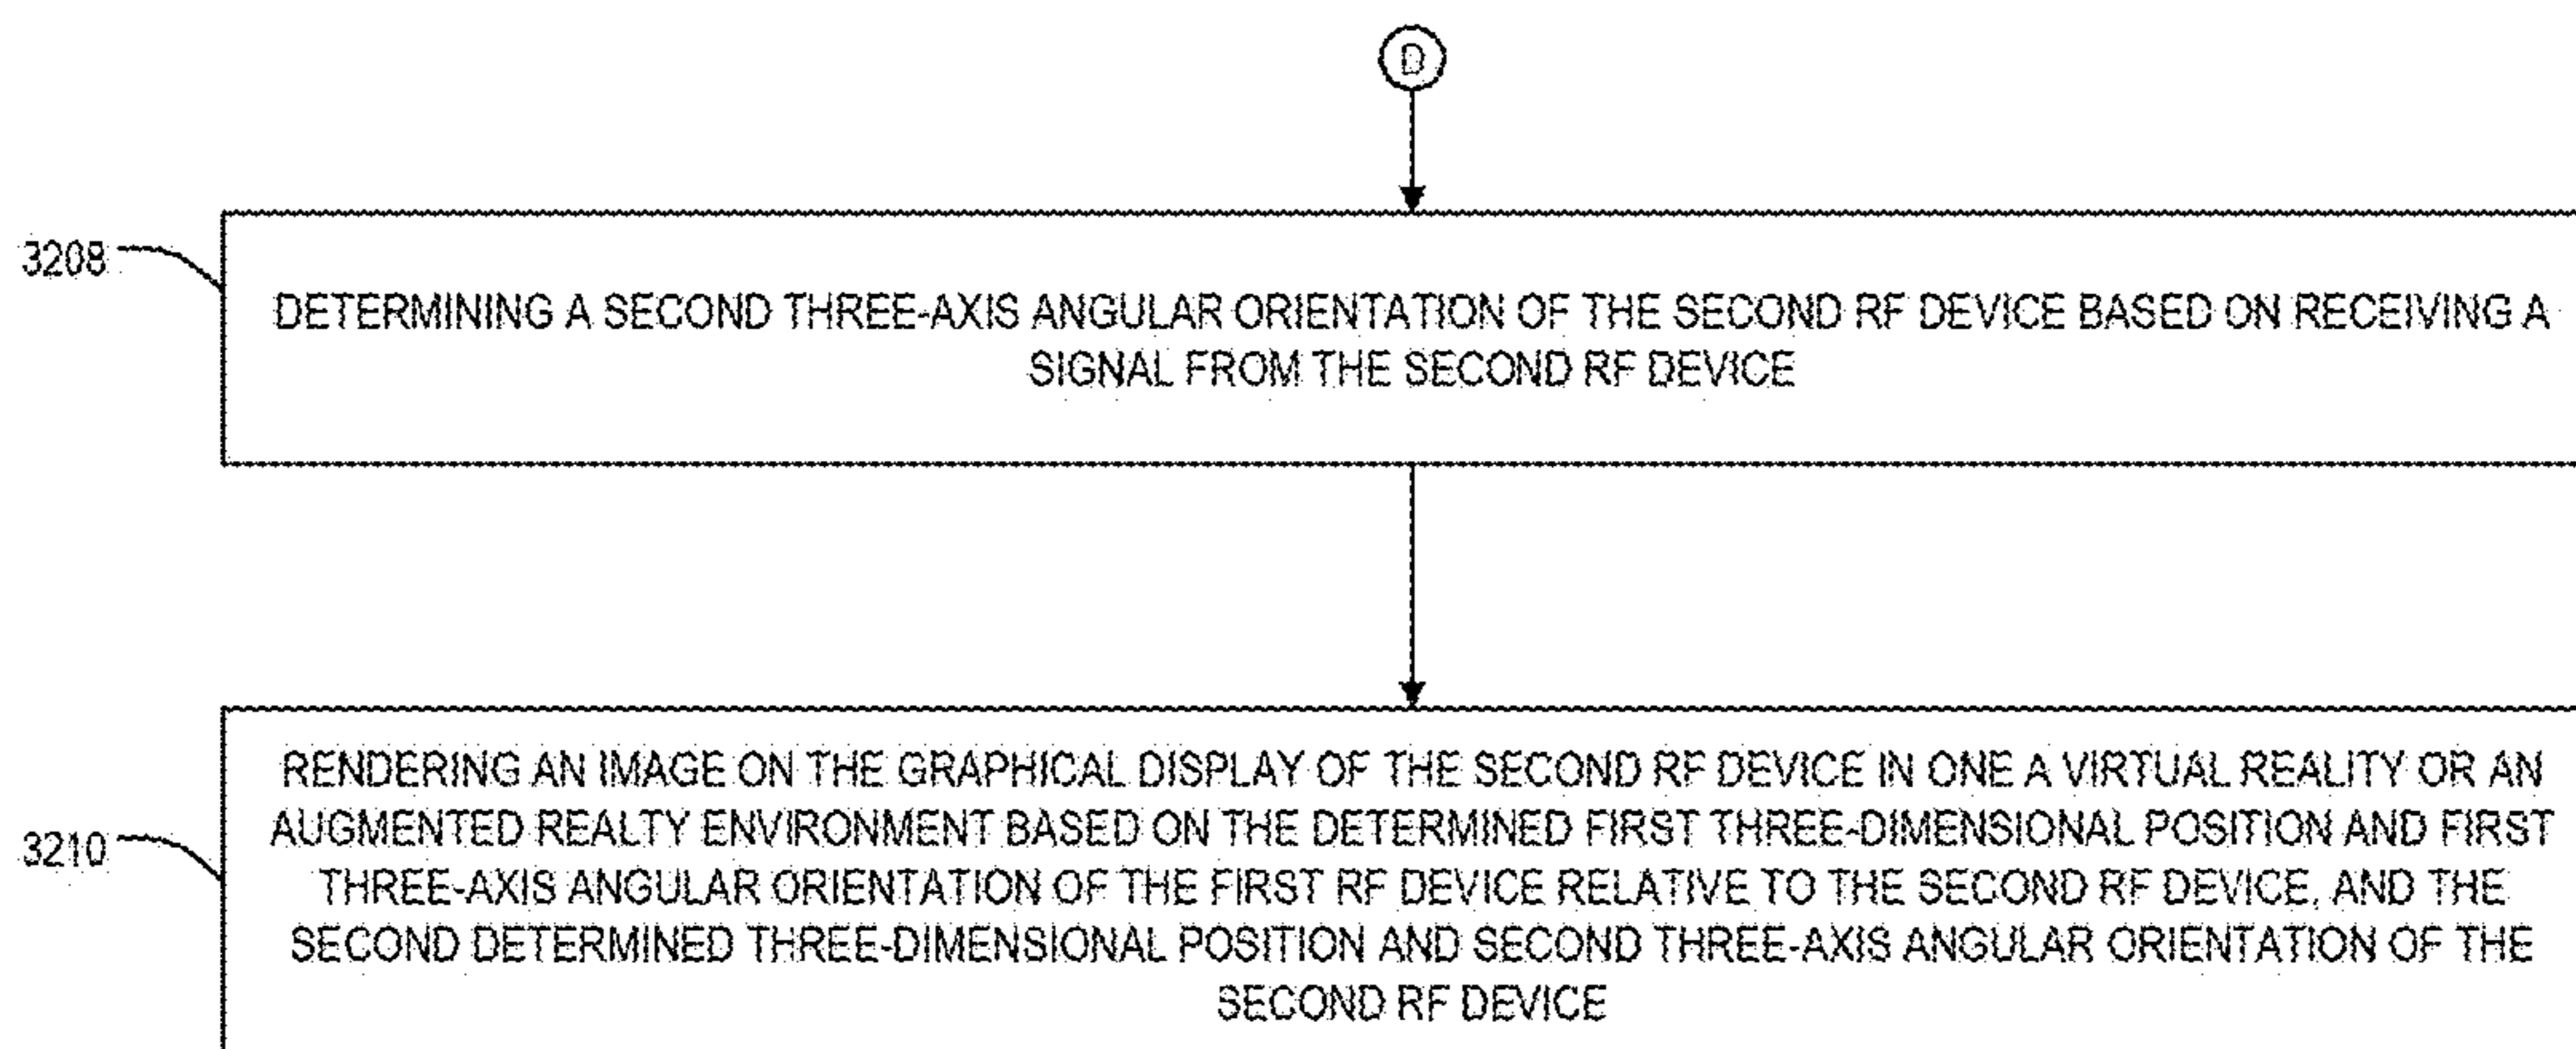 D
3208
DETERMINING A SECOND THREE-AXIS ANGULAR ORIENTATION OF THE SECOND RF DEVICE BASED ON RECEIVING A
SIGNAL FROM THE SECOND RF DEVICE
3210
RENDERING AN IMAGE ON THE GRAPHICAL DISPLAY OF THE SECOND RF DEVICE IN ONE A VIRTUAL REALITY OR AN
AUGMENTED REALTY ENVIRONMENT BASED ON THE DETERMINED FIRST THREE-DIMENSIONAL POSITION AND FIRST
THREE-AXIS ANGULAR ORIENTATION OF THE FIRST RF DEVICE RELATIVE TO THE SECOND RF DEVICE, AND THE
SECOND DETERMINED THREE-DIMENSIONAL POSITION AND SECOND THREE-AXIS ANGULAR ORIENTATION OF THE
SECOND RF DEVICE